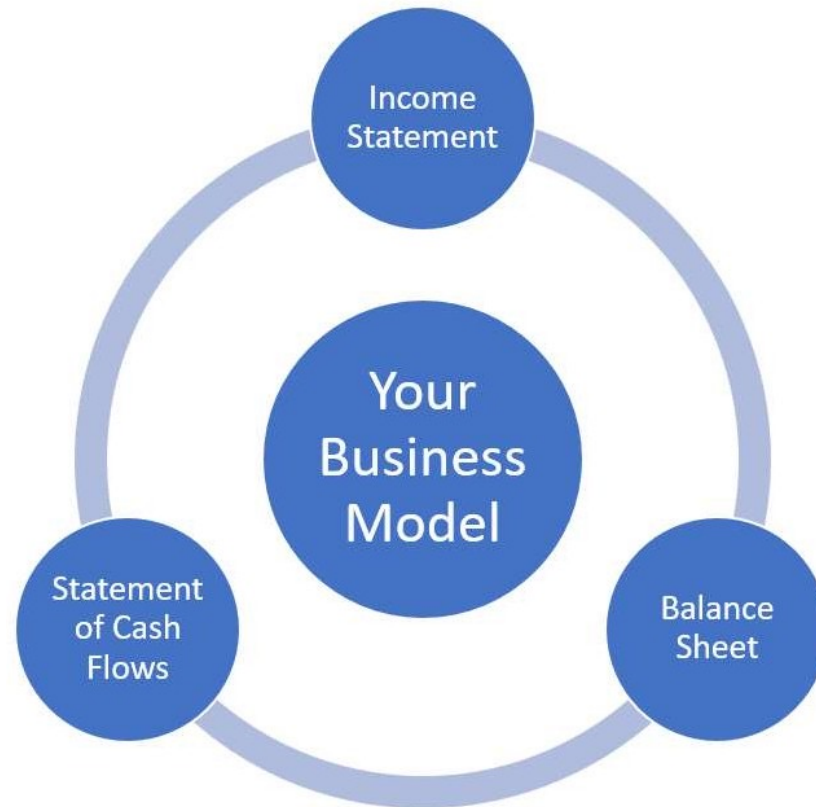 Income
Statement
Your
Business
Model
Balance
Sheet
Statement
of Cash
Flows